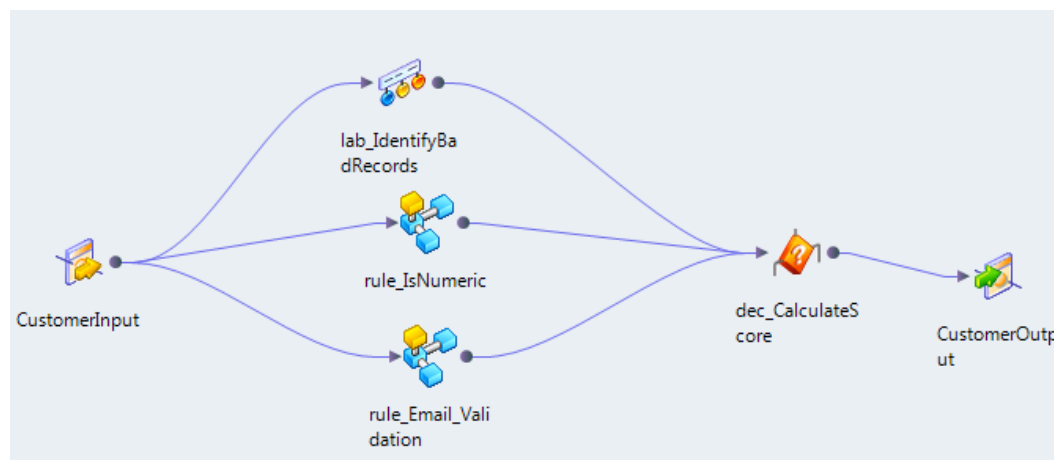 lab_IdentifyBa
dRecords
rule_IsNumeric
CustomerInput
dec_CalculateS
core
CustomerOutp
ut
rule_Email_Vali
dation